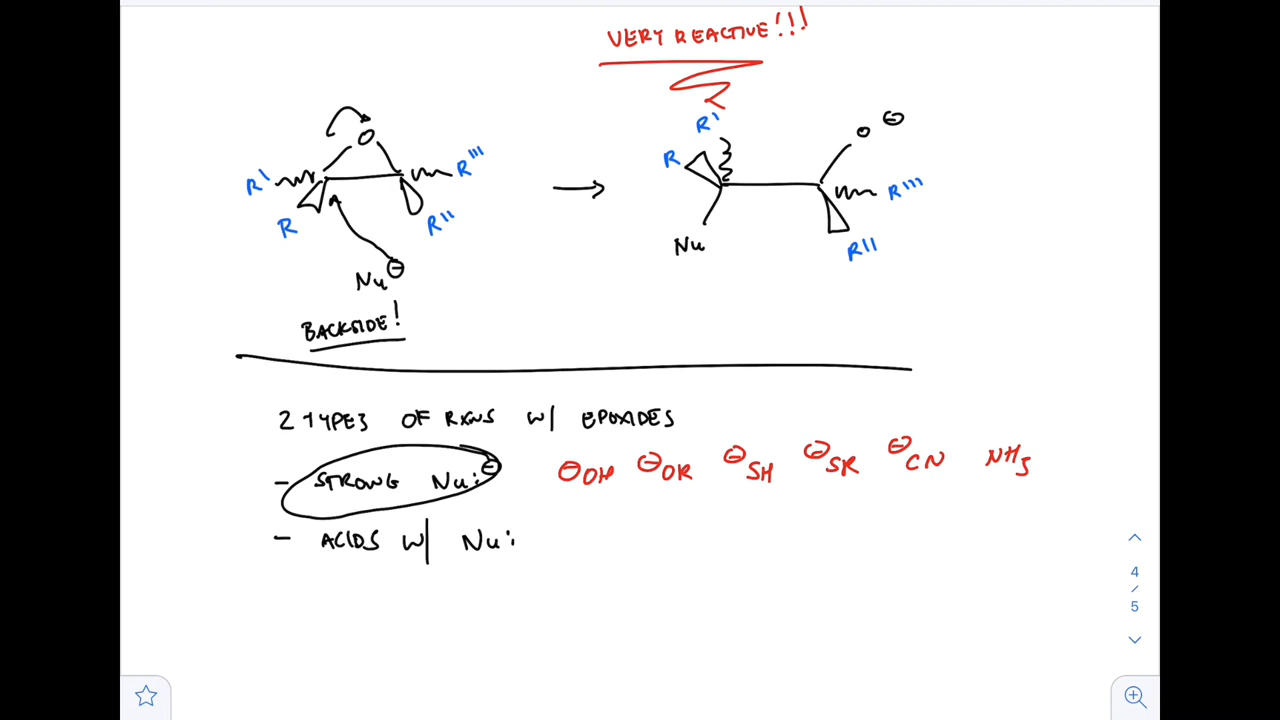 VERY REACTIVE!!!
R' R O ⊖
R' O R'''
R R''
Nu⊖
Nu R'''
R''
BACKSIDE!
2 TYPES OF RXNS W/ EPOXIDES
- STRONG Nu:⊖ ⊖OH ⊖OR ⊖SH ⊖SR ⊖CN NH3
- ACIDS W/ Nu:
4
/
5